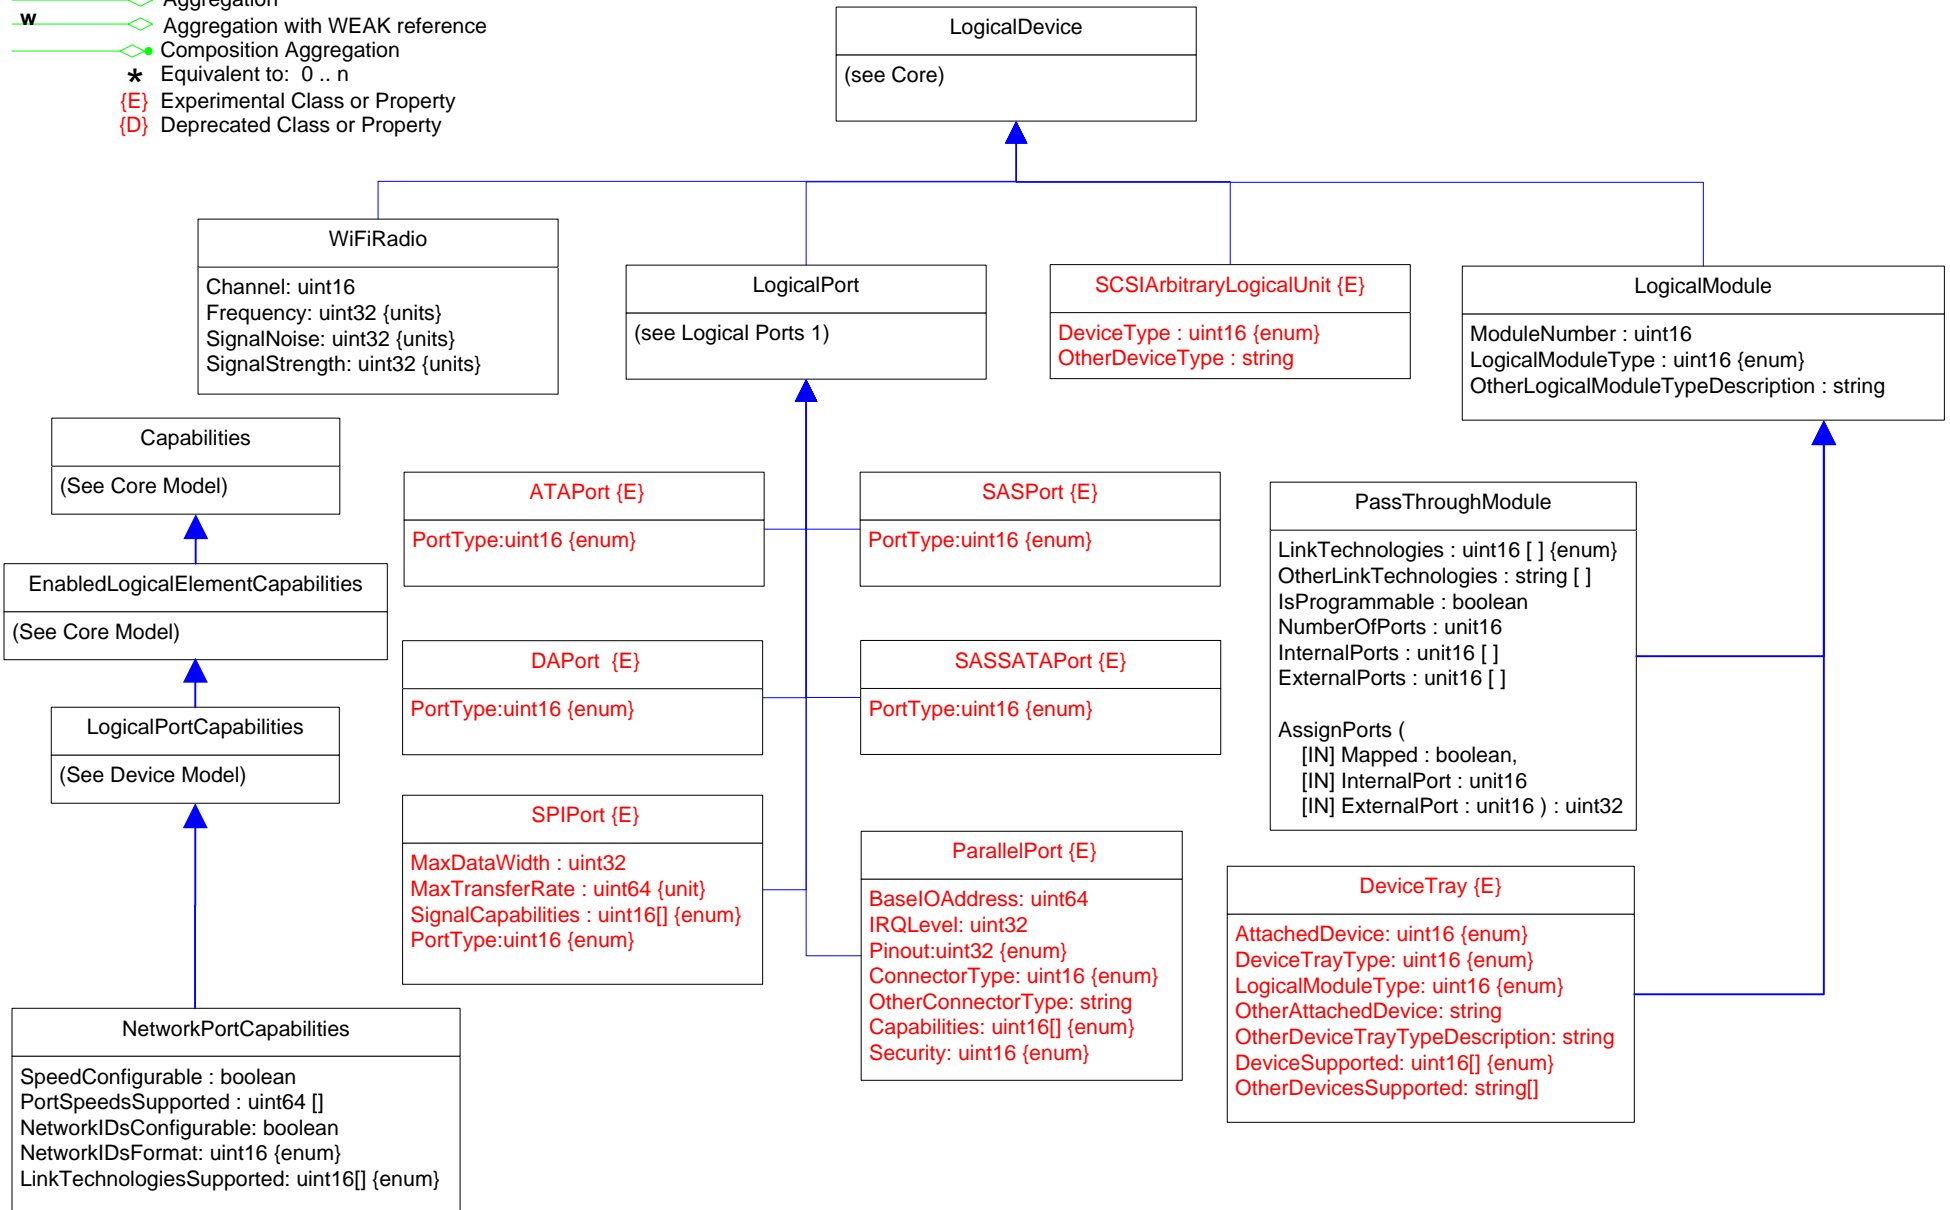 Aggregation
w
Aggregation with WEAK reference
Composition Aggregation
* Equivalent to: 0 .. n
{E} Experimental Class or Property
{D} Deprecated Class or Property
LogicalDevice
(see Core)
WiFiRadio
Channel: uint16
Frequency: uint32 {units}
SignalNoise: uint32 {units}
SignalStrength: uint32 {units}
LogicalPort
(see Logical Ports 1)
SCSIArbitraryLogicalUnit {E}
DeviceType : uint16 {enum}
OtherDeviceType : string
LogicalModule
ModuleNumber : uint16
LogicalModuleType : uint16 {enum}
OtherLogicalModuleTypeDescription : string
Capabilities
(See Core Model)
EnabledLogicalElementCapabilities
(See Core Model)
LogicalPortCapabilities
(See Device Model)
NetworkPortCapabilities
SpeedConfigurable : boolean
PortSpeedsSupported : uint64 []
NetworkIDsConfigurable: boolean
NetworkIDsFormat: uint16 {enum}
LinkTechnologiesSupported: uint16[] {enum}
ATAPort {E}
PortType:uint16 {enum}
SASPort {E}
PortType:uint16 {enum}
DAPort {E}
PortType:uint16 {enum}
SASSATAPort {E}
PortType:uint16 {enum}
SPIPort {E}
MaxDataWidth : uint32
MaxTransferRate : uint64 {unit}
SignalCapabilities : uint16[] {enum}
PortType:uint16 {enum}
ParallelPort {E}
BaseIOAddress: uint64
IRQLevel: uint32
Pinout:uint32 {enum}
ConnectorType: uint16 {enum}
OtherConnectorType: string
Capabilities: uint16[] {enum}
Security: uint16 {enum}
PassThroughModule
LinkTechnologies : uint16 [ ] {enum}
OtherLinkTechnologies : string [ ]
IsProgrammable : boolean
NumberOfPorts : unit16
InternalPorts : unit16 [ ]
ExternalPorts : unit16 [ ]
AssignPorts (
[IN] Mapped : boolean,
[IN] InternalPort : unit16
[IN] ExternalPort : unit16 ) : uint32
DeviceTray {E}
AttachedDevice: uint16 {enum}
DeviceTrayType: uint16 {enum}
LogicalModuleType: uint16 {enum}
OtherAttachedDevice: string
OtherDeviceTrayTypeDescription: string
DeviceSupported: uint16[] {enum}
OtherDevicesSupported: string[]